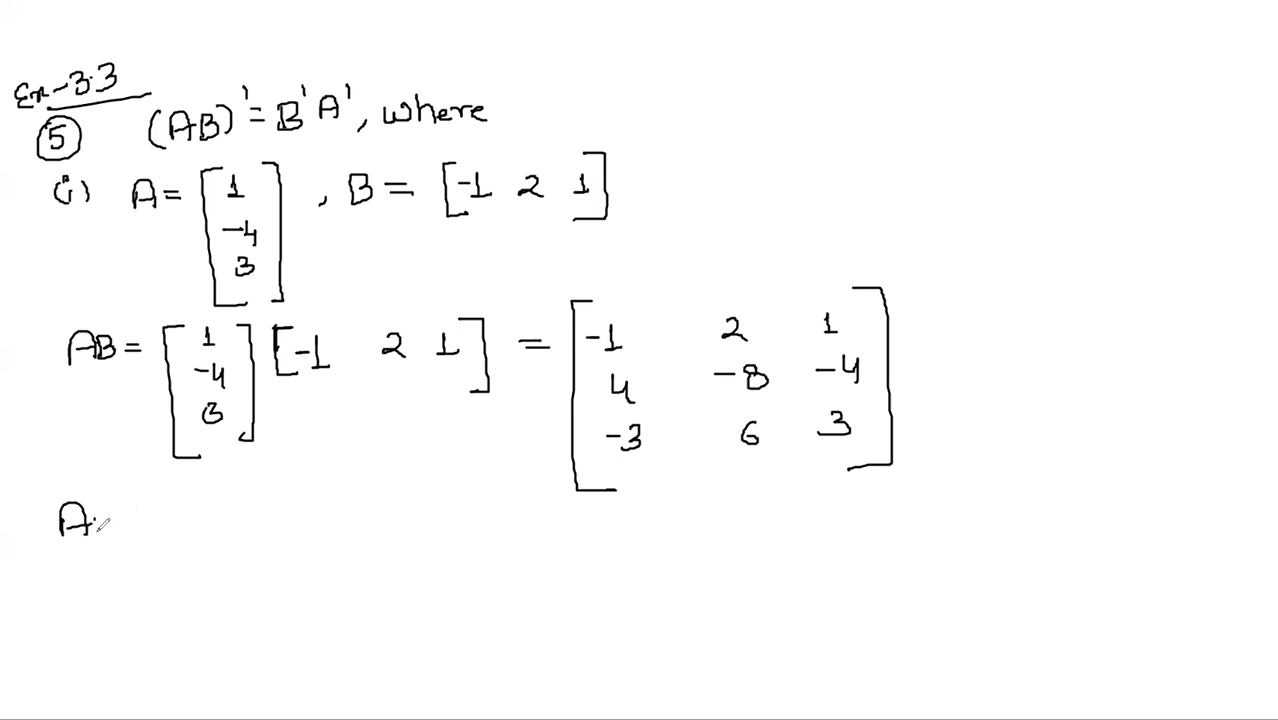 Ex-3.3
5 (AB)' = B'A', where
(i) A = [1 -4 3], B = [-1 2 1]
AB = [1 -4 3] [-1 2 1] = [-1 2 1
4 -8 -4
-3 6 3]
A